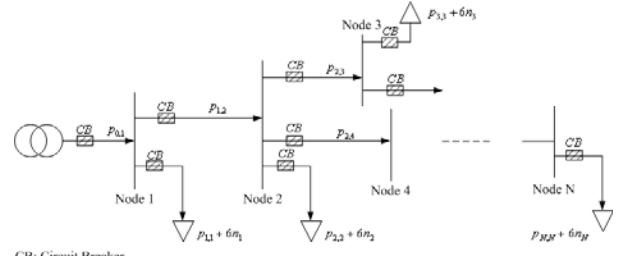 p_{3,3} + 6n_3
Node 3
CB
CB
p_{2,3}
CB
CB
p_{1,2}
CB
p_{0,1}
CB
p_{2,4}
CB
CB
CB
Node 1
Node 2
Node 4
Node N
p_{1,1} + 6n_1
p_{2,2} + 6n_2
p_{N,N} + 6n_N
CB: Circuit Breaker